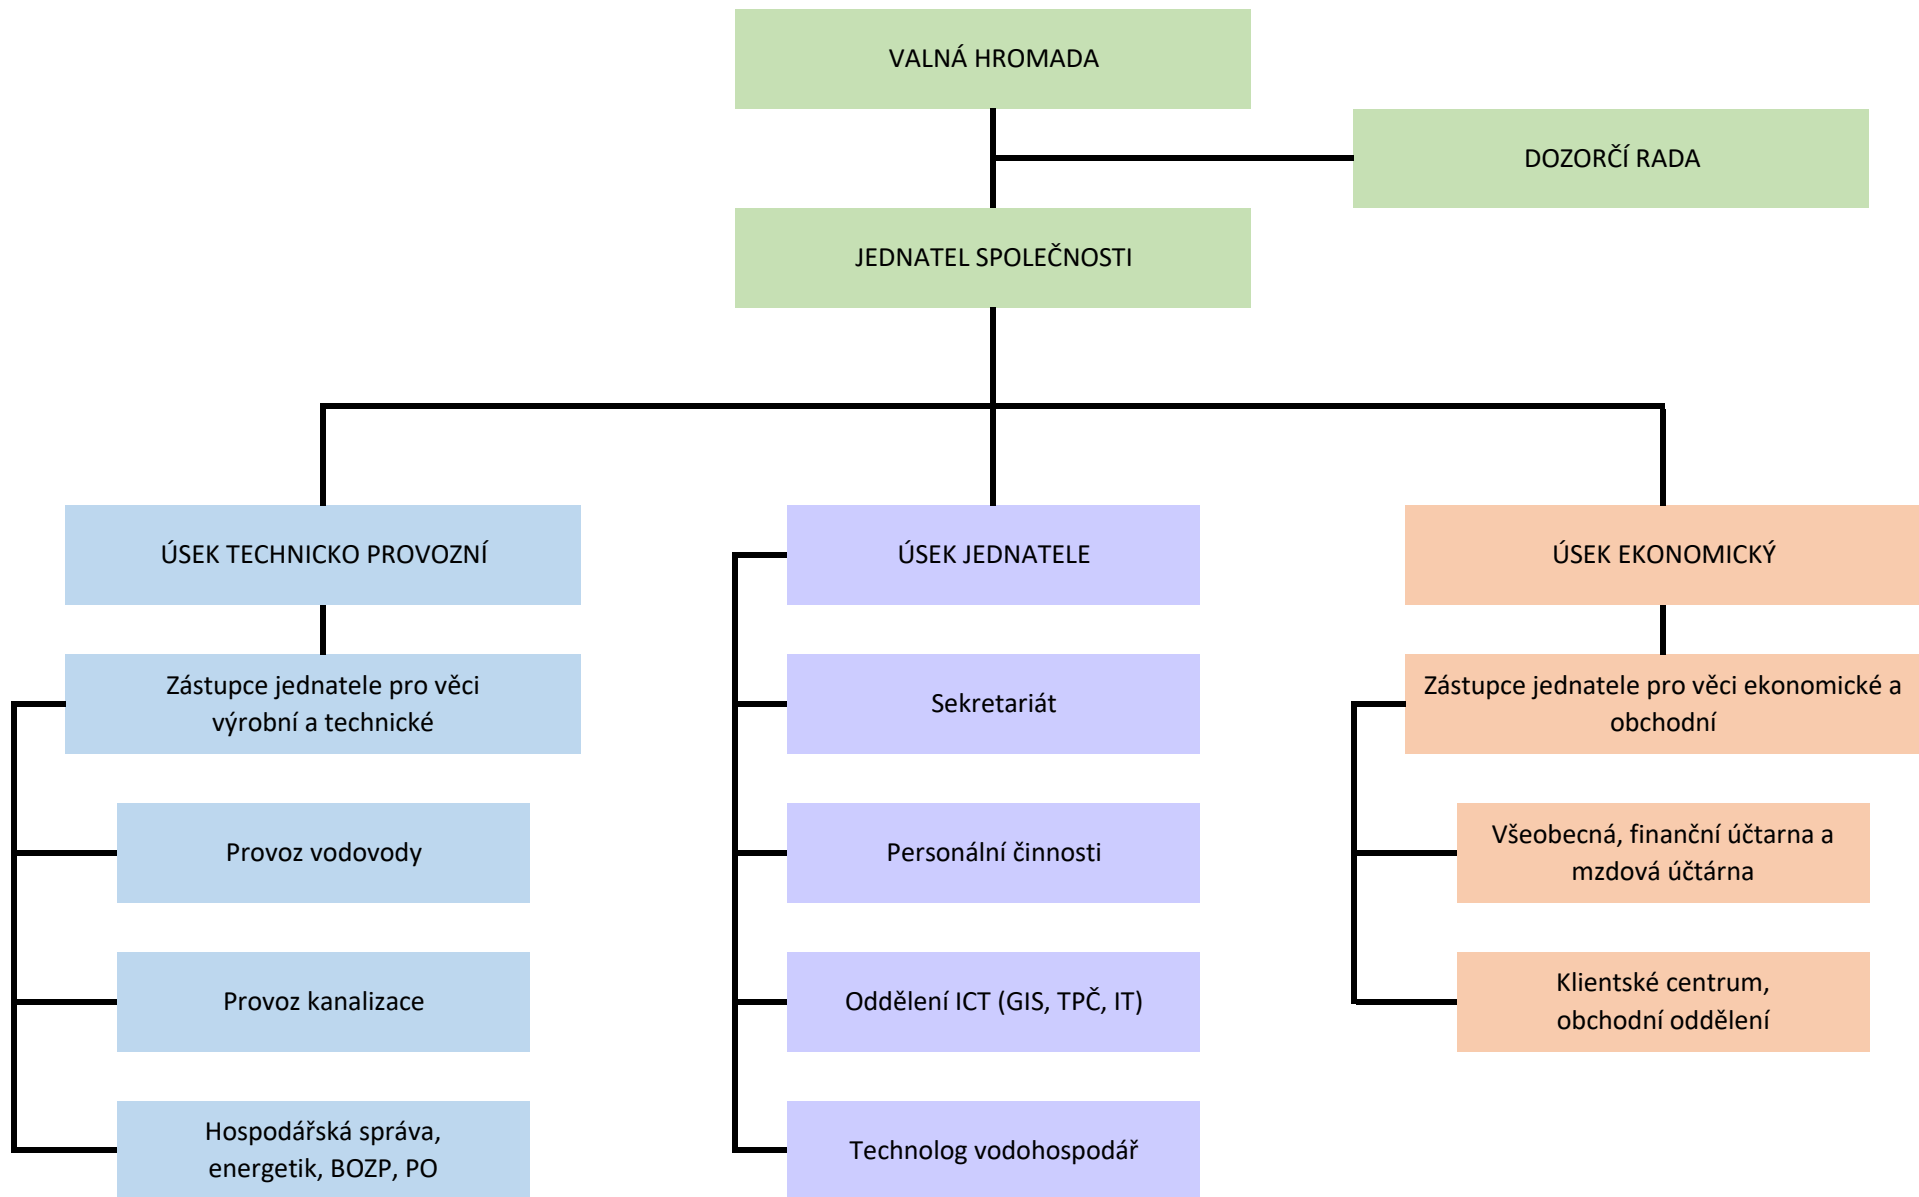 VALNÁ HROMADA
DOZORČÍ RADA
JEDNATEL SPOLEČNOSTI
ÚSEK TECHNICKO PROVOZNÍ
ÚSEK JEDNATELE
ÚSEK EKONOMICKÝ
Zástupce jednatele pro věci
výrobní a technické
Sekretariát
Zástupce jednatele pro věci ekonomické a
obchodní
Provoz vodovody
Personální činnosti
Všeobecná, finanční účtarna a
mzdová účtárna
Provoz kanalizace
Oddělení ICT (GIS, TPČ, IT)
Klientské centrum,
obchodní oddělení
Hospodářská správa,
energetik, BOZP, PO
Technolog vodohospodář